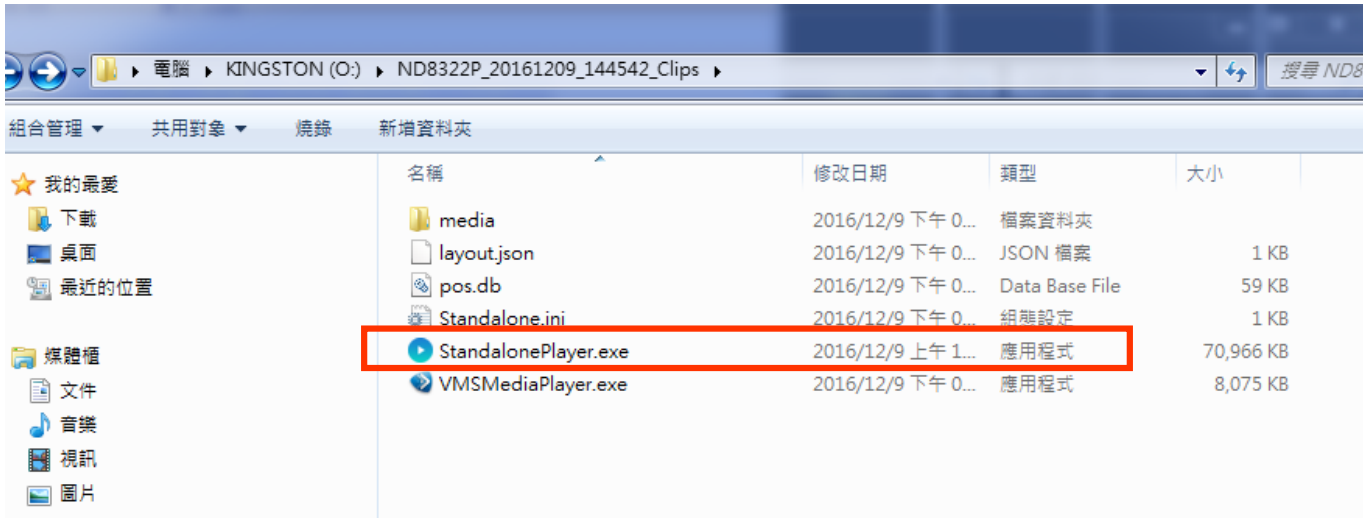 電腦 KINGSTON (O:) ND8322P_20161209_144542_Clips 搜尋 ND8
組合管理 共用對象 燒錄 新增資料夾
名稱 修改日期 類型 大小
我的最愛
下載
桌面
最近的位置
媒體櫃
文件
音樂
視訊
圖片
media 2016/12/9 下午 0... 檔案資料夾
layout.json 2016/12/9 下午 0... JSON 檔案 1 KB
pos.db 2016/12/9 下午 0... Data Base File 59 KB
Standalone.ini 2016/12/9 下午 0... 組態設定 1 KB
StandalonePlayer.exe 2016/12/9 上午 1... 應用程式 70,966 KB
VMSMediaPlayer.exe 2016/12/9 下午 0... 應用程式 8,075 KB